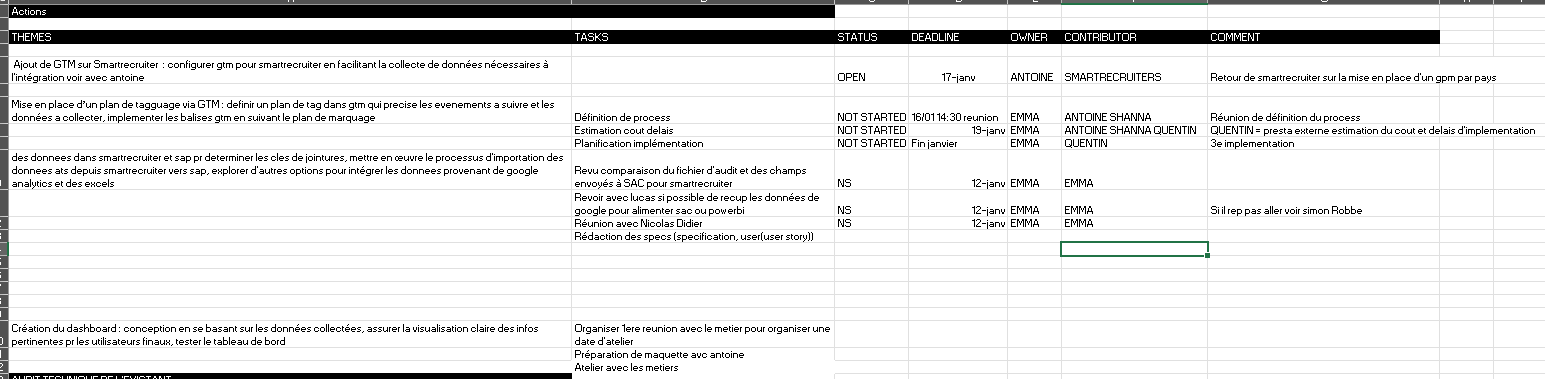 Actions
THEMES TASKS STATUS DEADLINE OWNER CONTRIBUTOR COMMENT
Ajout de GTM sur Smartrecruiter : configurer gtm pour smartrecruiter en facilitant la collecte de données nécessaires à
l'intégration voir avec antoine OPEN 17-janv ANTOINE SMARTRECRUITERS Retour de smartrecruiter sur la mise en place d'un gpm par pays
Mise en place d'un plan de tagguage via GTM : definir un plan de tag dans gtm qui precise les evenements a suivre et les
données a collecter, implementer les balises gtm en suivant le plan de marquage Définition de process NOT STARTED 16/01 14:30 reunion EMMA ANTOINE SHANNA Réunion de définition du process
Estimation cout delais NOT STARTED 19-janv EMMA ANTOINE SHANNA QUENTIN QUENTIN = presta externe estimation du cout et delais d'implementation
Planification implémentation NOT STARTED Fin janvier EMMA QUENTIN 3e implementation
des donnees dans smartrecruiter et sap pr determiner les cles de jointures, mettre en œuvre le processus d'importation des
donnees ats depuis smartrecruiter vers sap, explorer d'autres options pour intégrer les donnees provenant de google Revu comparaison du fichier d'audit et des champs
analytics et des excels envoyés à SAC pour smartrecruiter NS 12-janv EMMA EMMA
Revoir avec lucas si possible de recup les données de
google pour alimenter sac ou powerbi NS 12-janv EMMA EMMA Si il rep pas aller voir simon Robbe
Réunion avec Nicolas Didier NS 12-janv EMMA EMMA
Rédaction des specs (specification, user(user story))
Création du dashboard : conception en se basant sur les données collectées, assurer la visualisation claire des infos Organiser 1ere reunion avec le metier pour organiser une
pertinentes pr les utilisateurs finaux, tester le tableau de bord date d'atelier
Préparation de maquette avc antoine
Atelier avec les metiers
AUDIT TECHNIQUE DE L'EXISTANT